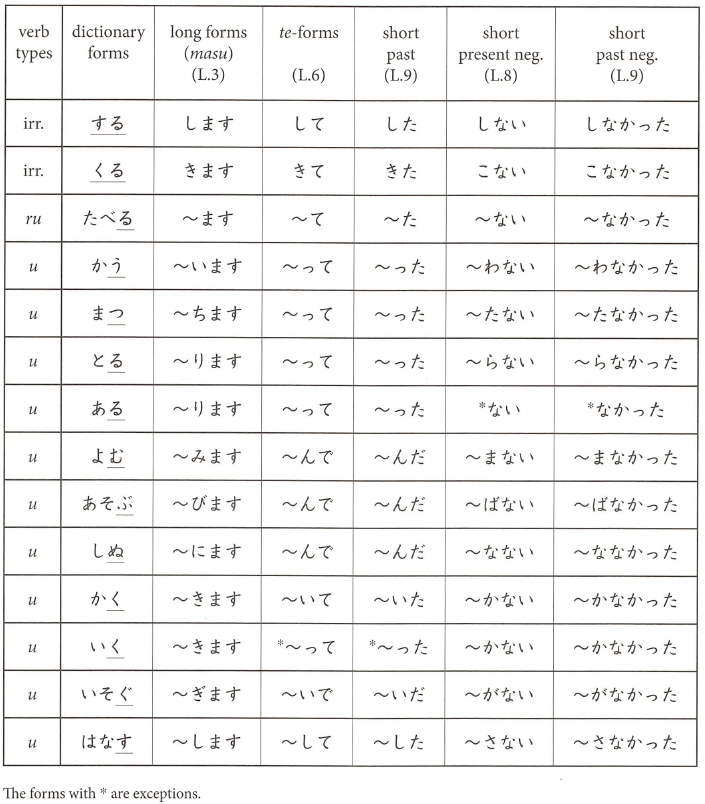 verb types | dictionary forms | long forms (masu) (L.3) | te-forms (L.6) | short past (L.9) | short present neg. (L.8) | short past neg. (L.9)
irr. | する | します | して | した | しない | しなかった
irr. | くる | きます | きて | きた | こない | こなかった
ru | たべる | ～ます | ～て | ～た | ～ない | ～なかった
u | かう | ～います | ～って | ～った | ～わない | ～わなかった
u | まつ | ～ちます | ～って | ～った | ～たない | ～たなかった
u | とる | ～ります | ～って | ～った | ～らない | ～らなかった
u | ある | ～ります | ～って | ～った | *ない | *なかった
u | よむ | ～みます | ～んで | ～んだ | ～まない | ～まなかった
u | あそぶ | ～びます | ～んで | ～んだ | ～ばない | ～ばなかった
u | しぬ | ～にます | ～んで | ～んだ | ～なない | ～ななかった
u | かく | ～きます | ～いて | ～いた | ～かない | ～かなかった
u | いく | ～きます | *～って | *～った | ～かない | ～かなかった
u | いそぐ | ～ぎます | ～いで | ～いだ | ～がない | ～がなかった
u | はなす | ～します | ～して | ～した | ～さない | ～さなかった
The forms with * are exceptions.